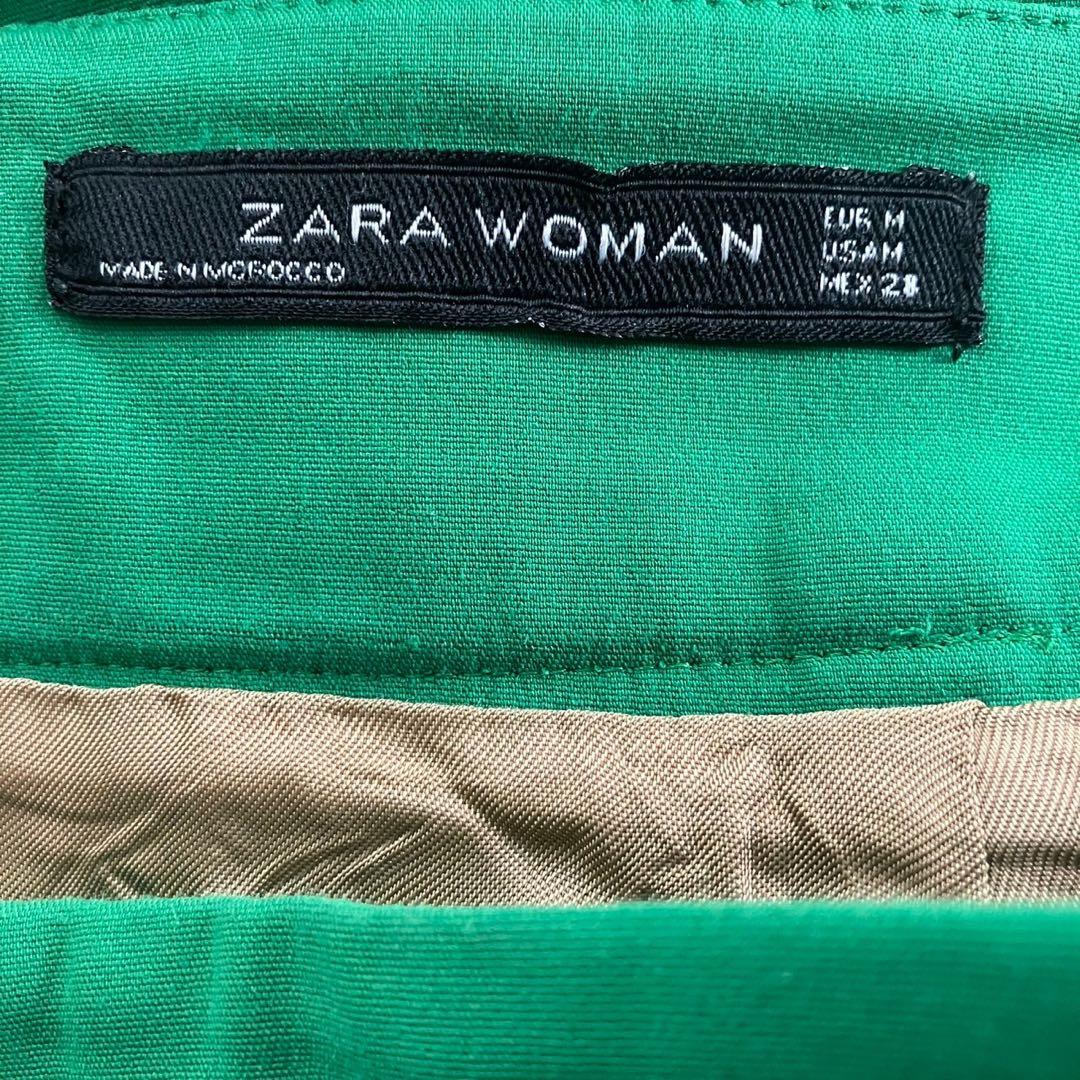 ZARA WOMAN
MADE IN MOROCCO
EUR M
USA M
MEX 28